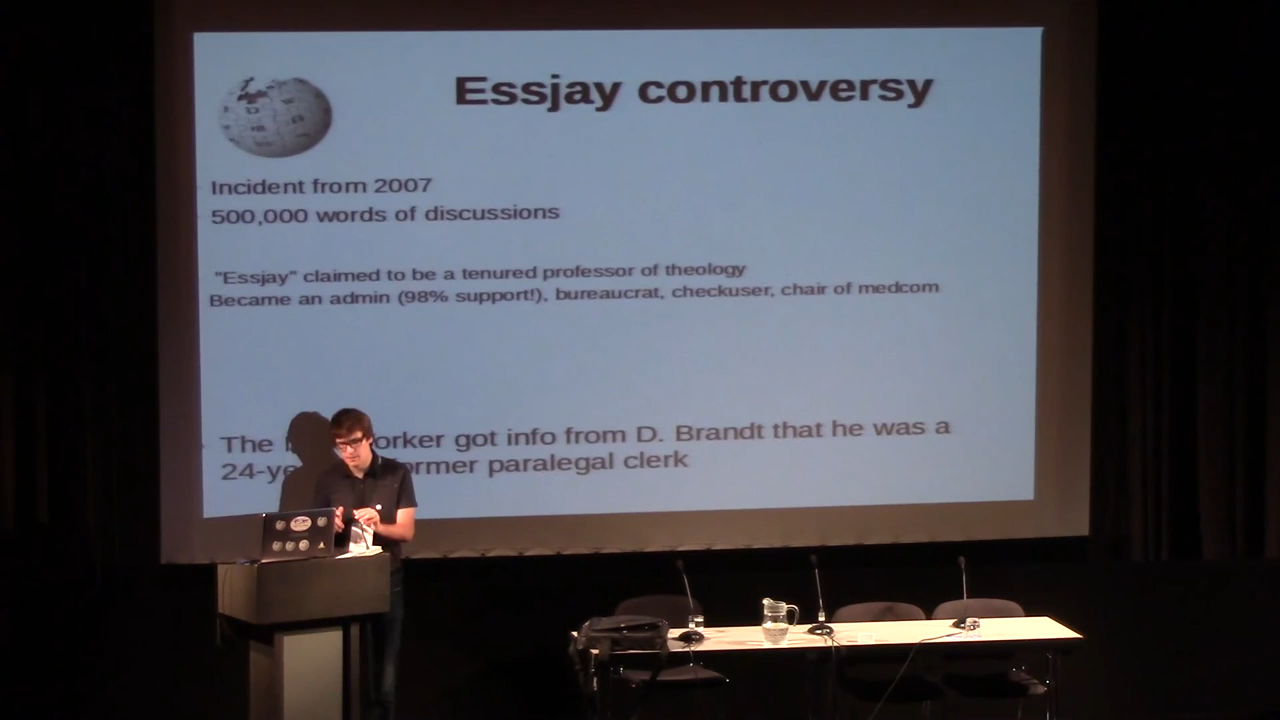 Essjay controversy
Incident from 2007
500,000 words of discussions
"Essjay" claimed to be a tenured professor of theology
Became an admin (98% support!), bureaucrat, checkuser, chair of medcom
The orker got info from D. Brandt that he was a
24-ye ormer paralegal clerk